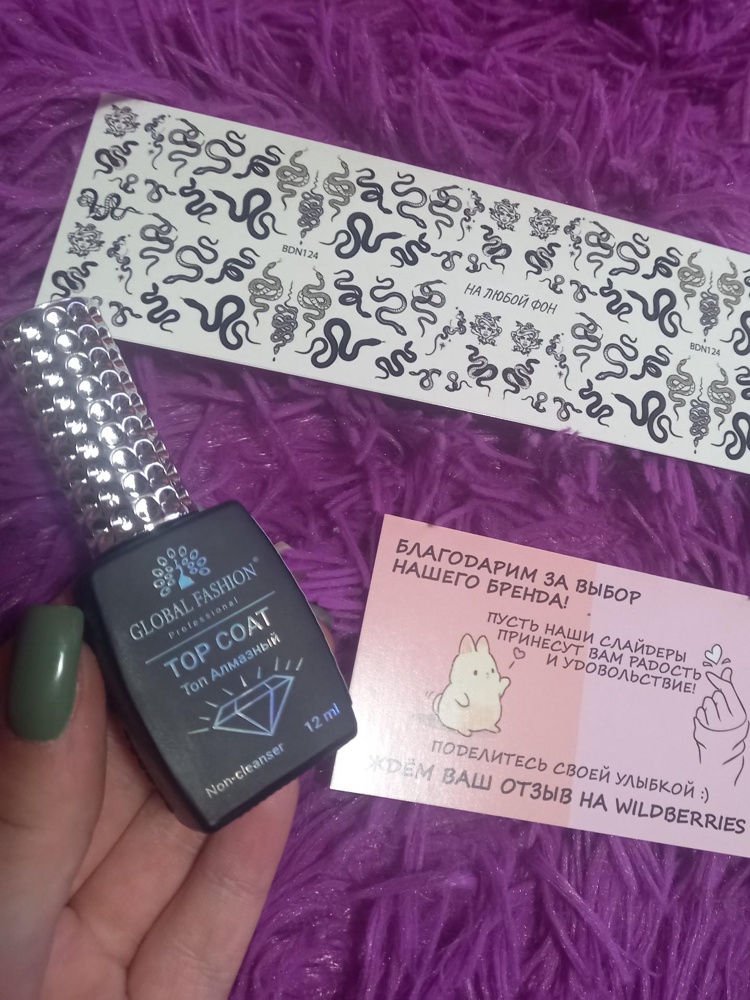 BDN124
НА ЛЮБОЙ ФОН
BDN124
GLOBAL FASHION®
Professional
TOP COAT
Топ Алмазный
12 ml
Non-cleanser
БЛАГОДАРИМ ЗА ВЫБОР
НАШЕГО БРЕНДА!
ПУСТЬ НАШИ СЛАЙДЕРЫ
ПРИНЕСУТ ВАМ РАДОСТЬ
И УДОВОЛЬСТВИЕ!
ПОДЕЛИТЕСЬ СВОЕЙ УЛЫБКОЙ :)
ЖДЁМ ВАШ ОТЗЫВ НА WILDBERRIES